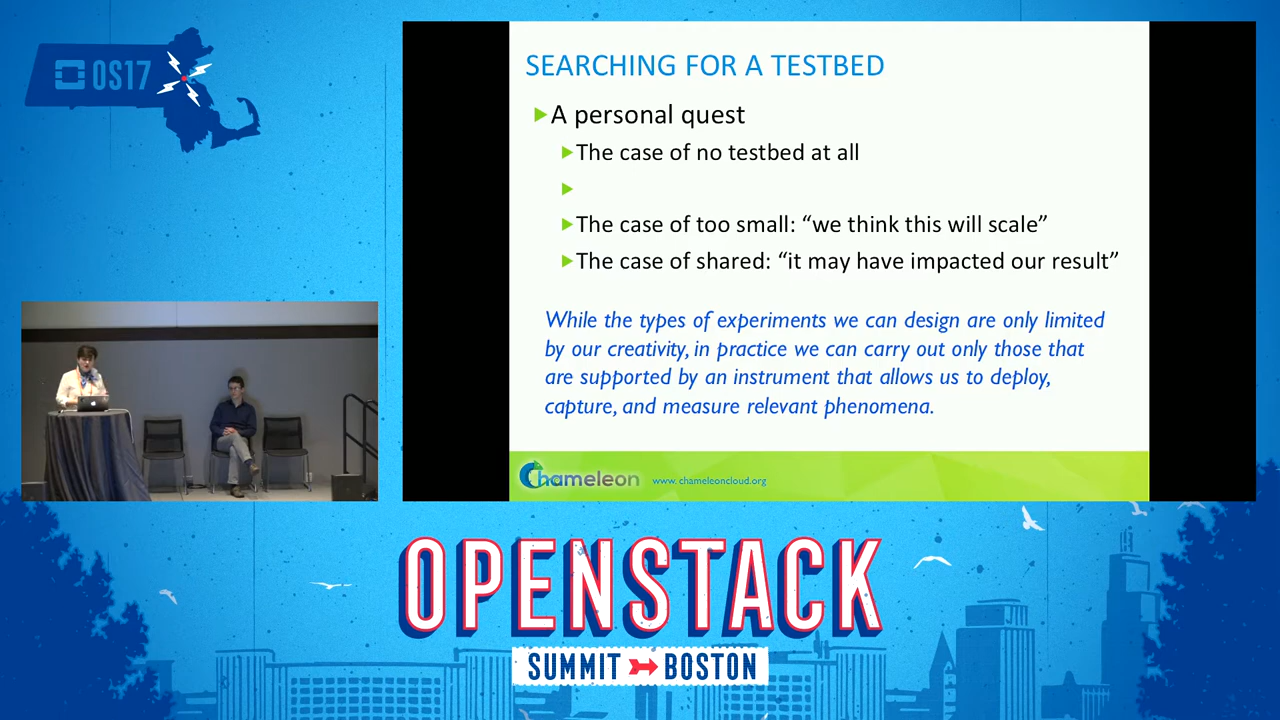 OS17
SEARCHING FOR A TESTBED
A personal quest
The case of no testbed at all
The case of too small: “we think this will scale”
The case of shared: “it may have impacted our result”
While the types of experiments we can design are only limited
by our creativity, in practice we can carry out only those that
are supported by an instrument that allows us to deploy,
capture, and measure relevant phenomena.
Chameleon
www. chameleoncloud.org
OPENSTACK
SUMMIT BOSTON